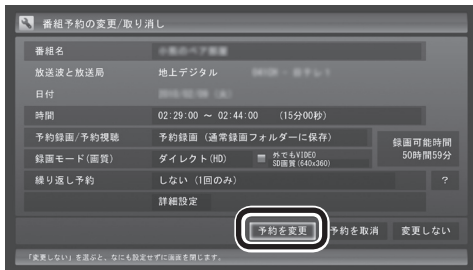 番組予約の変更/取り消し
番組名
放送波と放送局 地上デジタル
日付
時間 02:29:00 ～ 02:44:00 (15分00秒)
予約録画/予約視聴 予約録画 (通常録画フォルダーに保存)
録画可能時間
50時間59分
録画モード(画質) ダイレクト(HD) 外でもVIDEO
SD画質(640x360)
繰り返し予約 しない (1回のみ) ?
詳細設定
予約を変更 予約を取消 変更しない
「変更しない」を選ぶと、なにも設定せずに画面を閉じます。